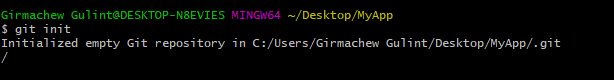 Girmachew Gulint@DESKTOP-N8EVIES MINGW64 ~/Desktop/MyApp
$ git init
Initialized empty Git repository in C:/Users/Girmachew Gulint/Desktop/MyApp/.git
/